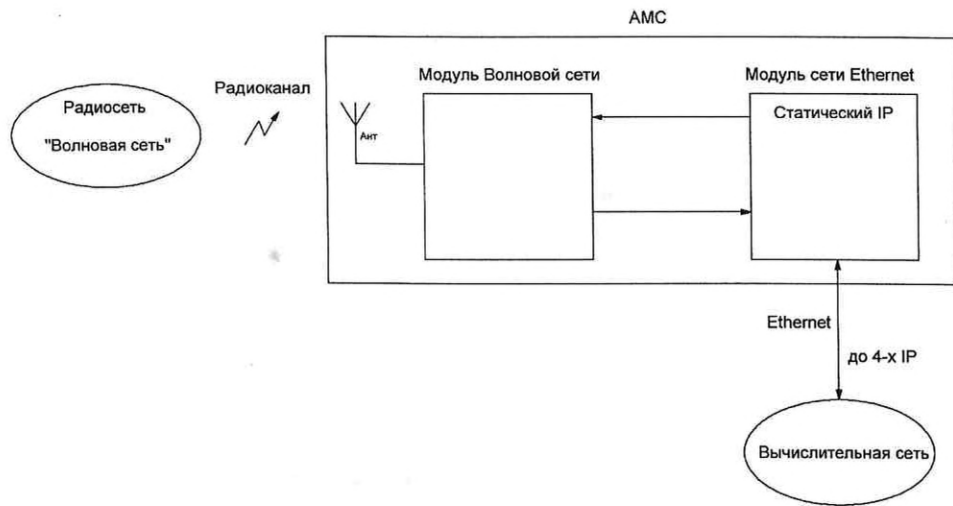 АМС
Модуль Волновой сети
Модуль сети Ethernet
Радиосеть
"Волновая сеть"
Радиоканал
Ант
Статический IP
Ethernet
до 4-х IP
Вычислительная сеть